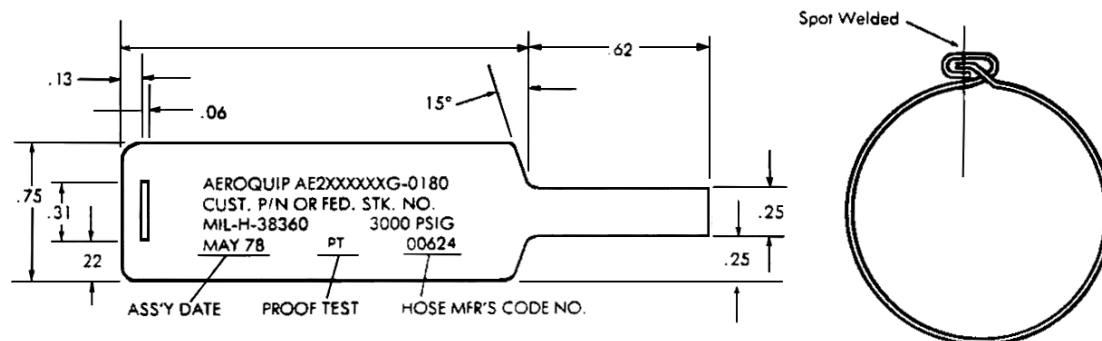 Spot Welded
.62
.13
15°
.06
.75
.31
22
AEROQUIP AE2XXXXXXG-0180
CUST. P/N OR FED. STK. NO.
MIL-H-38360 3000 PSIG
MAY 78 PT 00624
.25
.25
ASS'Y DATE PROOF TEST HOSE MFR'S CODE NO.